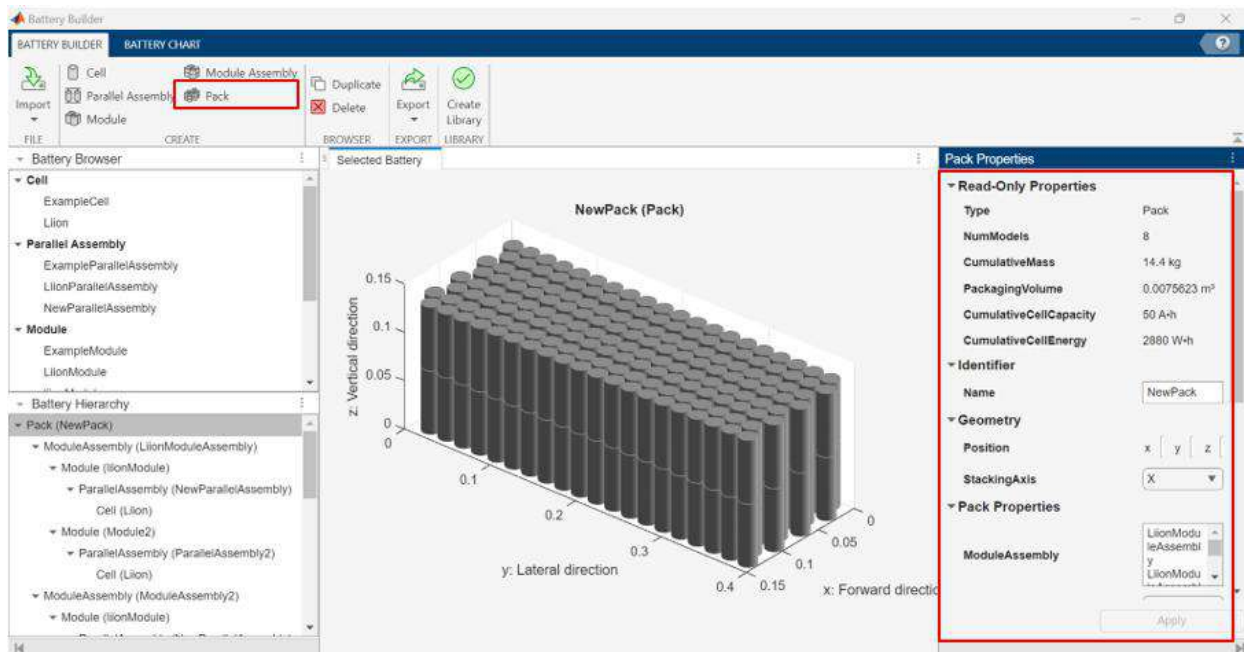 Battery Builder
BATTERY BUILDER BATTERY CHART
?
Import
Cell
Parallel Assembly
Module
Module Assembly
Pack
Duplicate
Delete
Export
Create
Library
FILE CREATE BROWSER EXPORT LIBRARY
Battery Browser
Cell
ExampleCell
LiIon
Parallel Assembly
ExampleParallelAssembly
LiIonParallelAssembly
NewParallelAssembly
Module
ExampleModule
LiIonModule
Battery Hierarchy
Pack (NewPack)
ModuleAssembly (LiIonModuleAssembly)
Module (liIonModule)
ParallelAssembly (NewParallelAssembly)
Cell (LiIon)
Module (Module2)
ParallelAssembly (ParallelAssembly2)
Cell (LiIon)
ModuleAssembly (ModuleAssembly2)
Module (liIonModule)
Selected Battery
NewPack (Pack)
z: Vertical direction
0.15
0.1
0.05
0
0
0.1
0.2
0.3
0.4
y: Lateral direction
0.15
0.1
0.05
0
x: Forward directio
Pack Properties
Read-Only Properties
Type Pack
NumModels 8
CumulativeMass 14.4 kg
PackagingVolume 0.0075623 m³
CumulativeCellCapacity 50 A•h
CumulativeCellEnergy 2880 W•h
Identifier
Name NewPack
Geometry
Position x y z
StackingAxis X
Pack Properties
ModuleAssembly
LiIonModu
leAssembl
y
LiIonModu
Apply